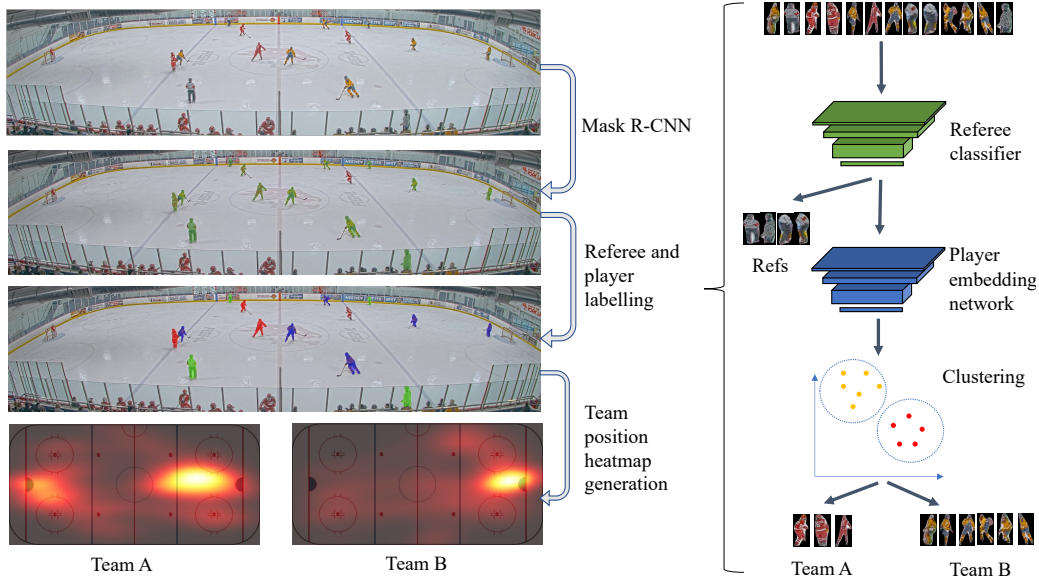 Mask R-CNN
Referee and
player
labelling
Team
position
heatmap
generation
Team A
Team B
Referee
classifier
Refs
Player
embedding
network
Clustering
Team A
Team B